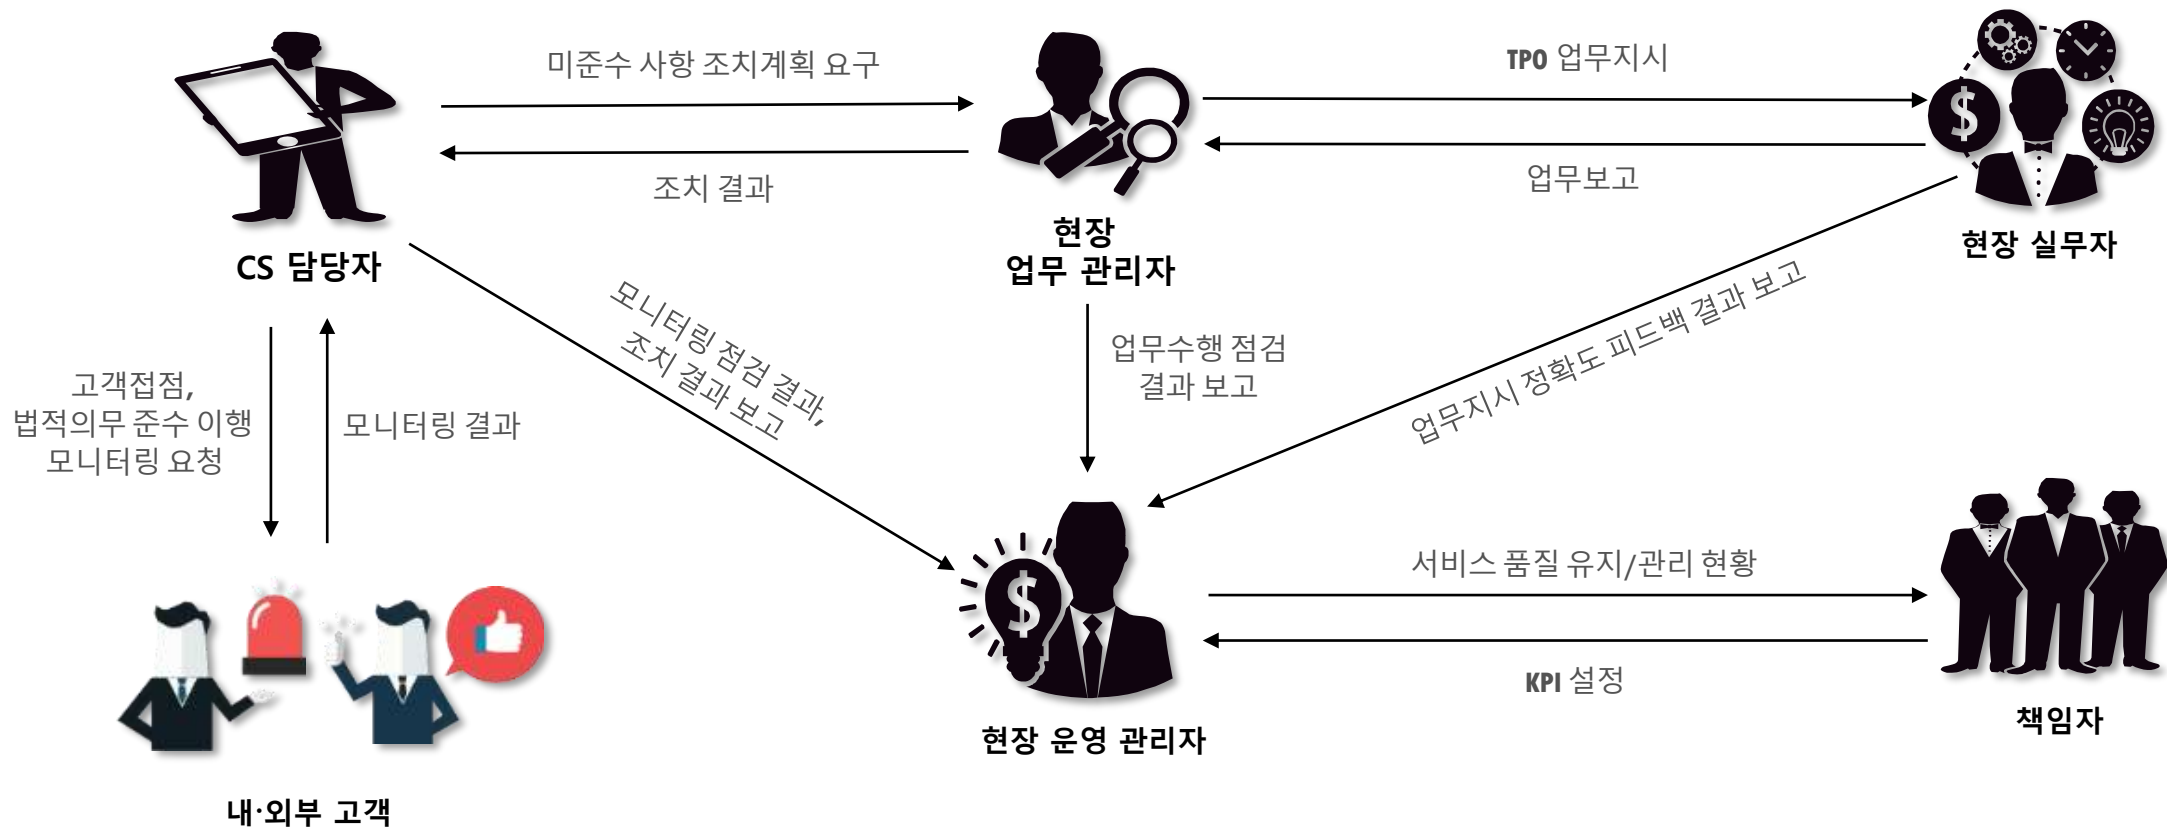 미준수 사항 조치계획 요구
TPO 업무지시
조치 결과
업무보고
CS 담당자
현장
업무 관리자
현장 실무자
모니터링 점검 결과,
조치 결과 보고
업무수행 점검
결과 보고
업무지시 정확도 피드백 결과 보고
고객접점,
법적의무 준수 이행
모니터링 요청
모니터링 결과
서비스 품질 유지/관리 현황
KPI 설정
현장 운영 관리자
책임자
내·외부 고객